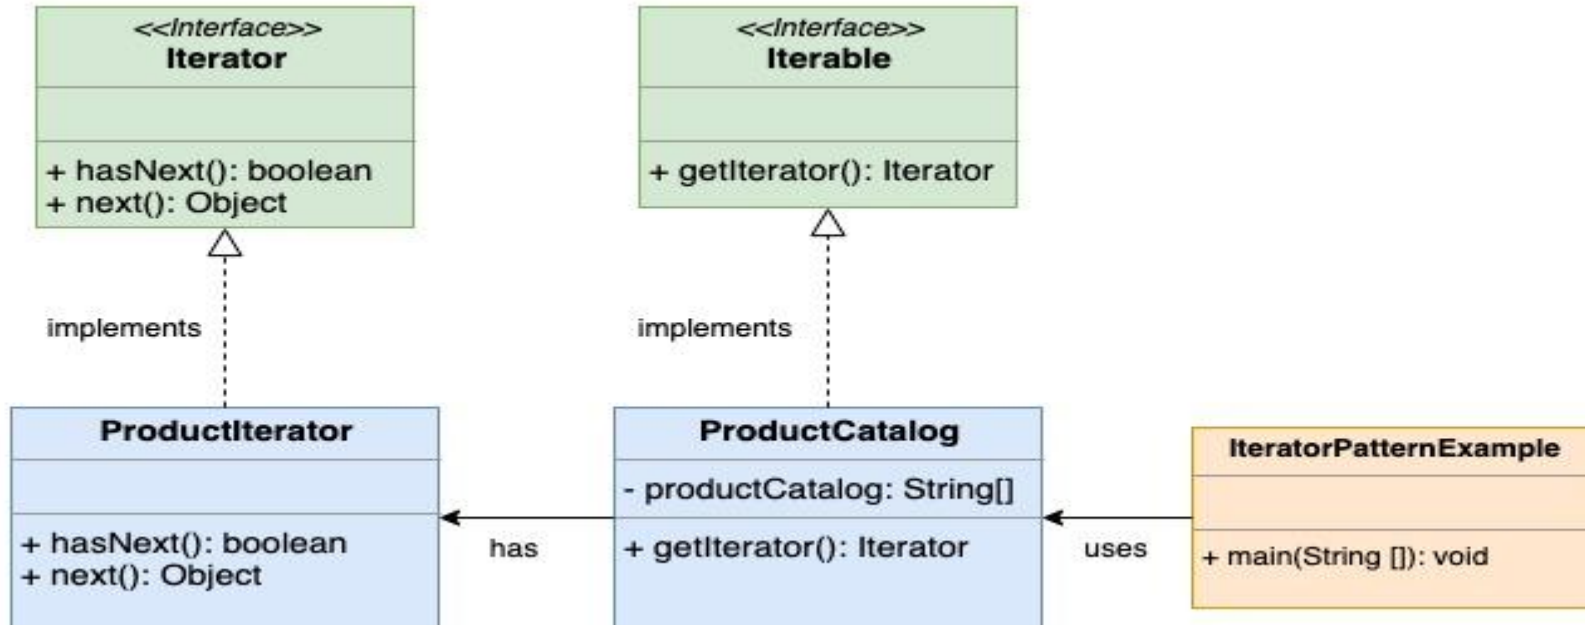 <<Interface>>
Iterator
+ hasNext(): boolean
+ next(): Object
<<Interface>>
Iterable
+ getIterator(): Iterator
implements
implements
ProductIterator
+ hasNext(): boolean
+ next(): Object
has
ProductCatalog
- productCatalog: String[]
+ getIterator(): Iterator
uses
IteratorPatternExample
+ main(String []): void